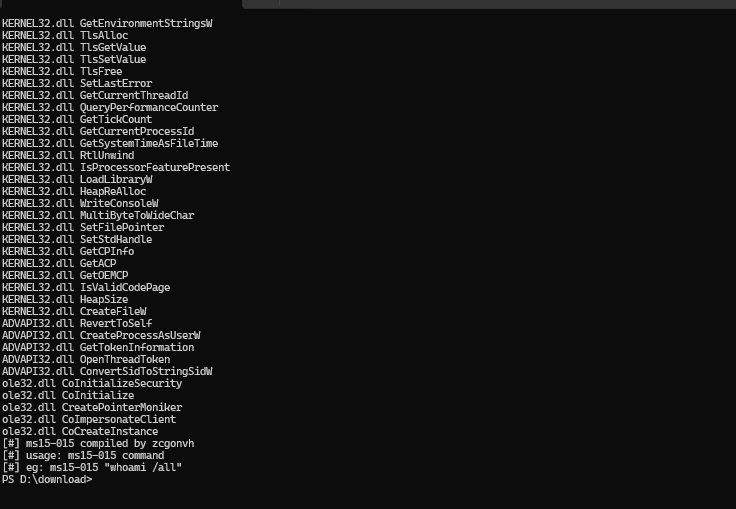 KERNEL32.dll GetEnvironmentStringsW
KERNEL32.dll TlsAlloc
KERNEL32.dll TlsGetValue
KERNEL32.dll TlsSetValue
KERNEL32.dll TlsFree
KERNEL32.dll SetLastError
KERNEL32.dll GetCurrentThreadId
KERNEL32.dll QueryPerformanceCounter
KERNEL32.dll GetTickCount
KERNEL32.dll GetCurrentProcessId
KERNEL32.dll GetSystemTimeAsFileTime
KERNEL32.dll RtlUnwind
KERNEL32.dll IsProcessorFeaturePresent
KERNEL32.dll LoadLibraryW
KERNEL32.dll HeapReAlloc
KERNEL32.dll WriteConsoleW
KERNEL32.dll MultiByteToWideChar
KERNEL32.dll SetFilePointer
KERNEL32.dll SetStdHandle
KERNEL32.dll GetCPInfo
KERNEL32.dll GetACP
KERNEL32.dll GetOEMCP
KERNEL32.dll IsValidCodePage
KERNEL32.dll HeapSize
KERNEL32.dll CreateFileW
ADVAPI32.dll RevertToSelf
ADVAPI32.dll CreateProcessAsUserW
ADVAPI32.dll GetTokenInformation
ADVAPI32.dll OpenThreadToken
ADVAPI32.dll ConvertSidToStringSidW
ole32.dll CoInitializeSecurity
ole32.dll CoInitialize
ole32.dll CreatePointerMoniker
ole32.dll CoImpersonateClient
ole32.dll CoCreateInstance
[#] ms15-015 compiled by zcgonvh
[#] usage: ms15-015 command
[#] eg: ms15-015 "whoami /all"
PS D:\download>